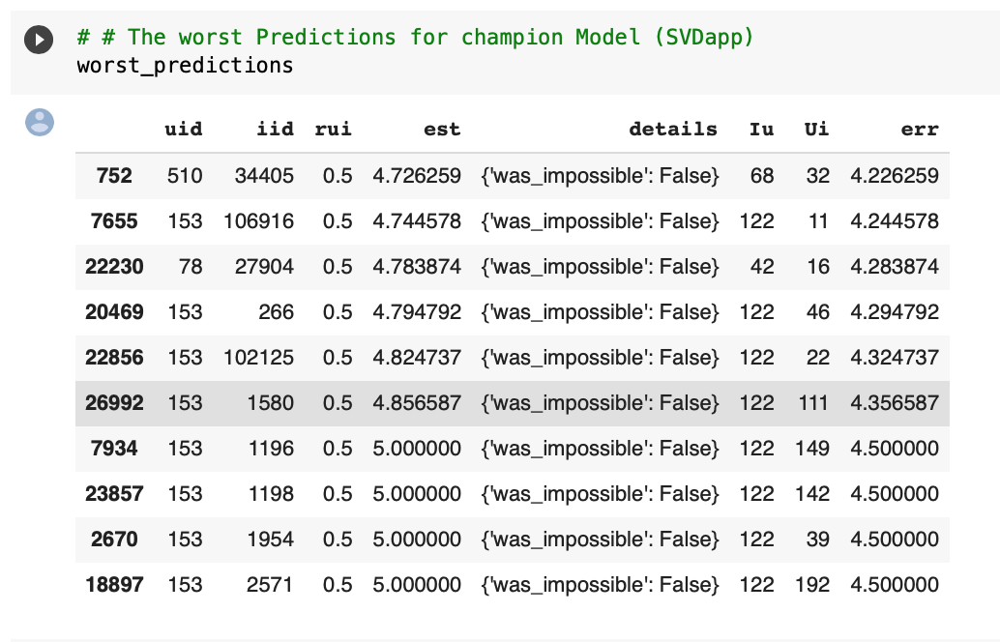 # # The worst Predictions for champion Model (SVDapp)
worst_predictions
uid iid rui est details Iu Ui err
752 510 34405 0.5 4.726259 {'was_impossible': False} 68 32 4.226259
7655 153 106916 0.5 4.744578 {'was_impossible': False} 122 11 4.244578
22230 78 27904 0.5 4.783874 {'was_impossible': False} 42 16 4.283874
20469 153 266 0.5 4.794792 {'was_impossible': False} 122 46 4.294792
22856 153 102125 0.5 4.824737 {'was_impossible': False} 122 22 4.324737
26992 153 1580 0.5 4.856587 {'was_impossible': False} 122 111 4.356587
7934 153 1196 0.5 5.000000 {'was_impossible': False} 122 149 4.500000
23857 153 1198 0.5 5.000000 {'was_impossible': False} 122 142 4.500000
2670 153 1954 0.5 5.000000 {'was_impossible': False} 122 39 4.500000
18897 153 2571 0.5 5.000000 {'was_impossible': False} 122 192 4.500000